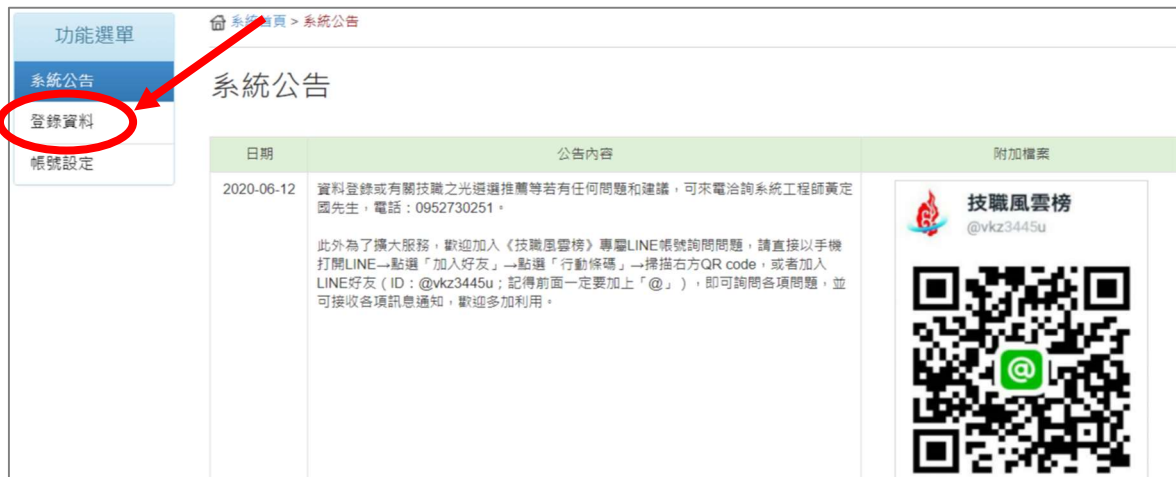 功能選單
系統公告
登錄資料
帳號設定
系統首頁 > 系統公告
系統公告
日期
公告內容
附加檔案
2020-06-12
資料登錄或有關技職之光遴選推薦等若有任何問題和建議，可來電洽詢系統工程師黃定
國先生，電話：0952730251。
此外為了擴大服務，歡迎加入《技職風雲榜》專屬LINE帳號詢問問題，請直接以手機
打開LINE→點選「加入好友」→點選「行動條碼」→掃描右方QR code，或者加入
LINE好友（ID：@vkz3445u；記得前面一定要加上「@」），即可詢問各項問題，並
可接收各項訊息通知，歡迎多加利用。
技職風雲榜
@vkz3445u